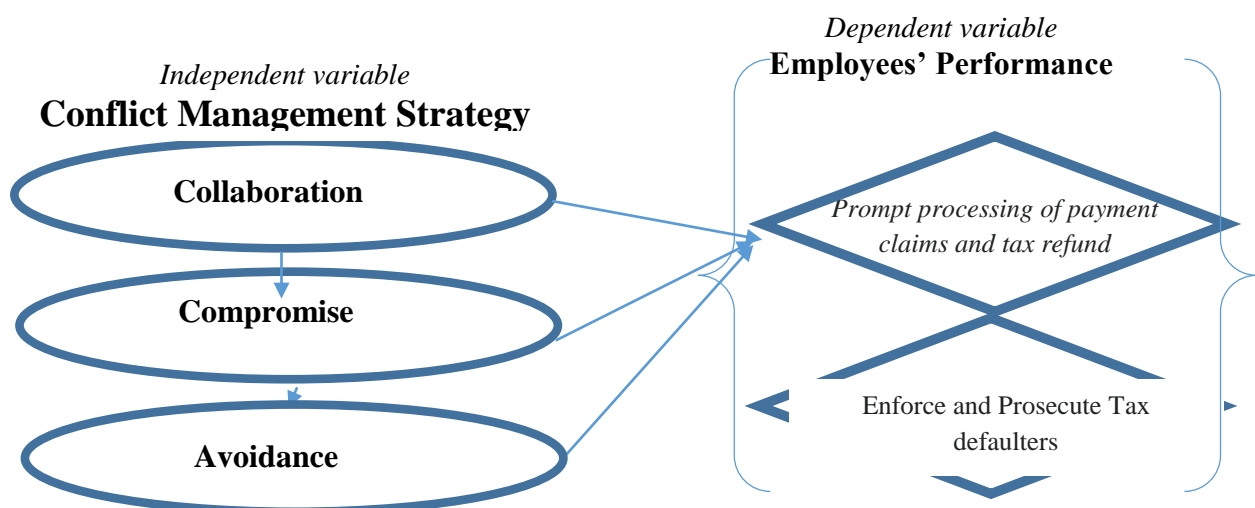 Independent variable
Conflict Management Strategy
Collaboration
Compromise
Avoidance
Dependent variable
Employees’ Performance
Prompt processing of payment
claims and tax refund
Enforce and Prosecute Tax
defaulters